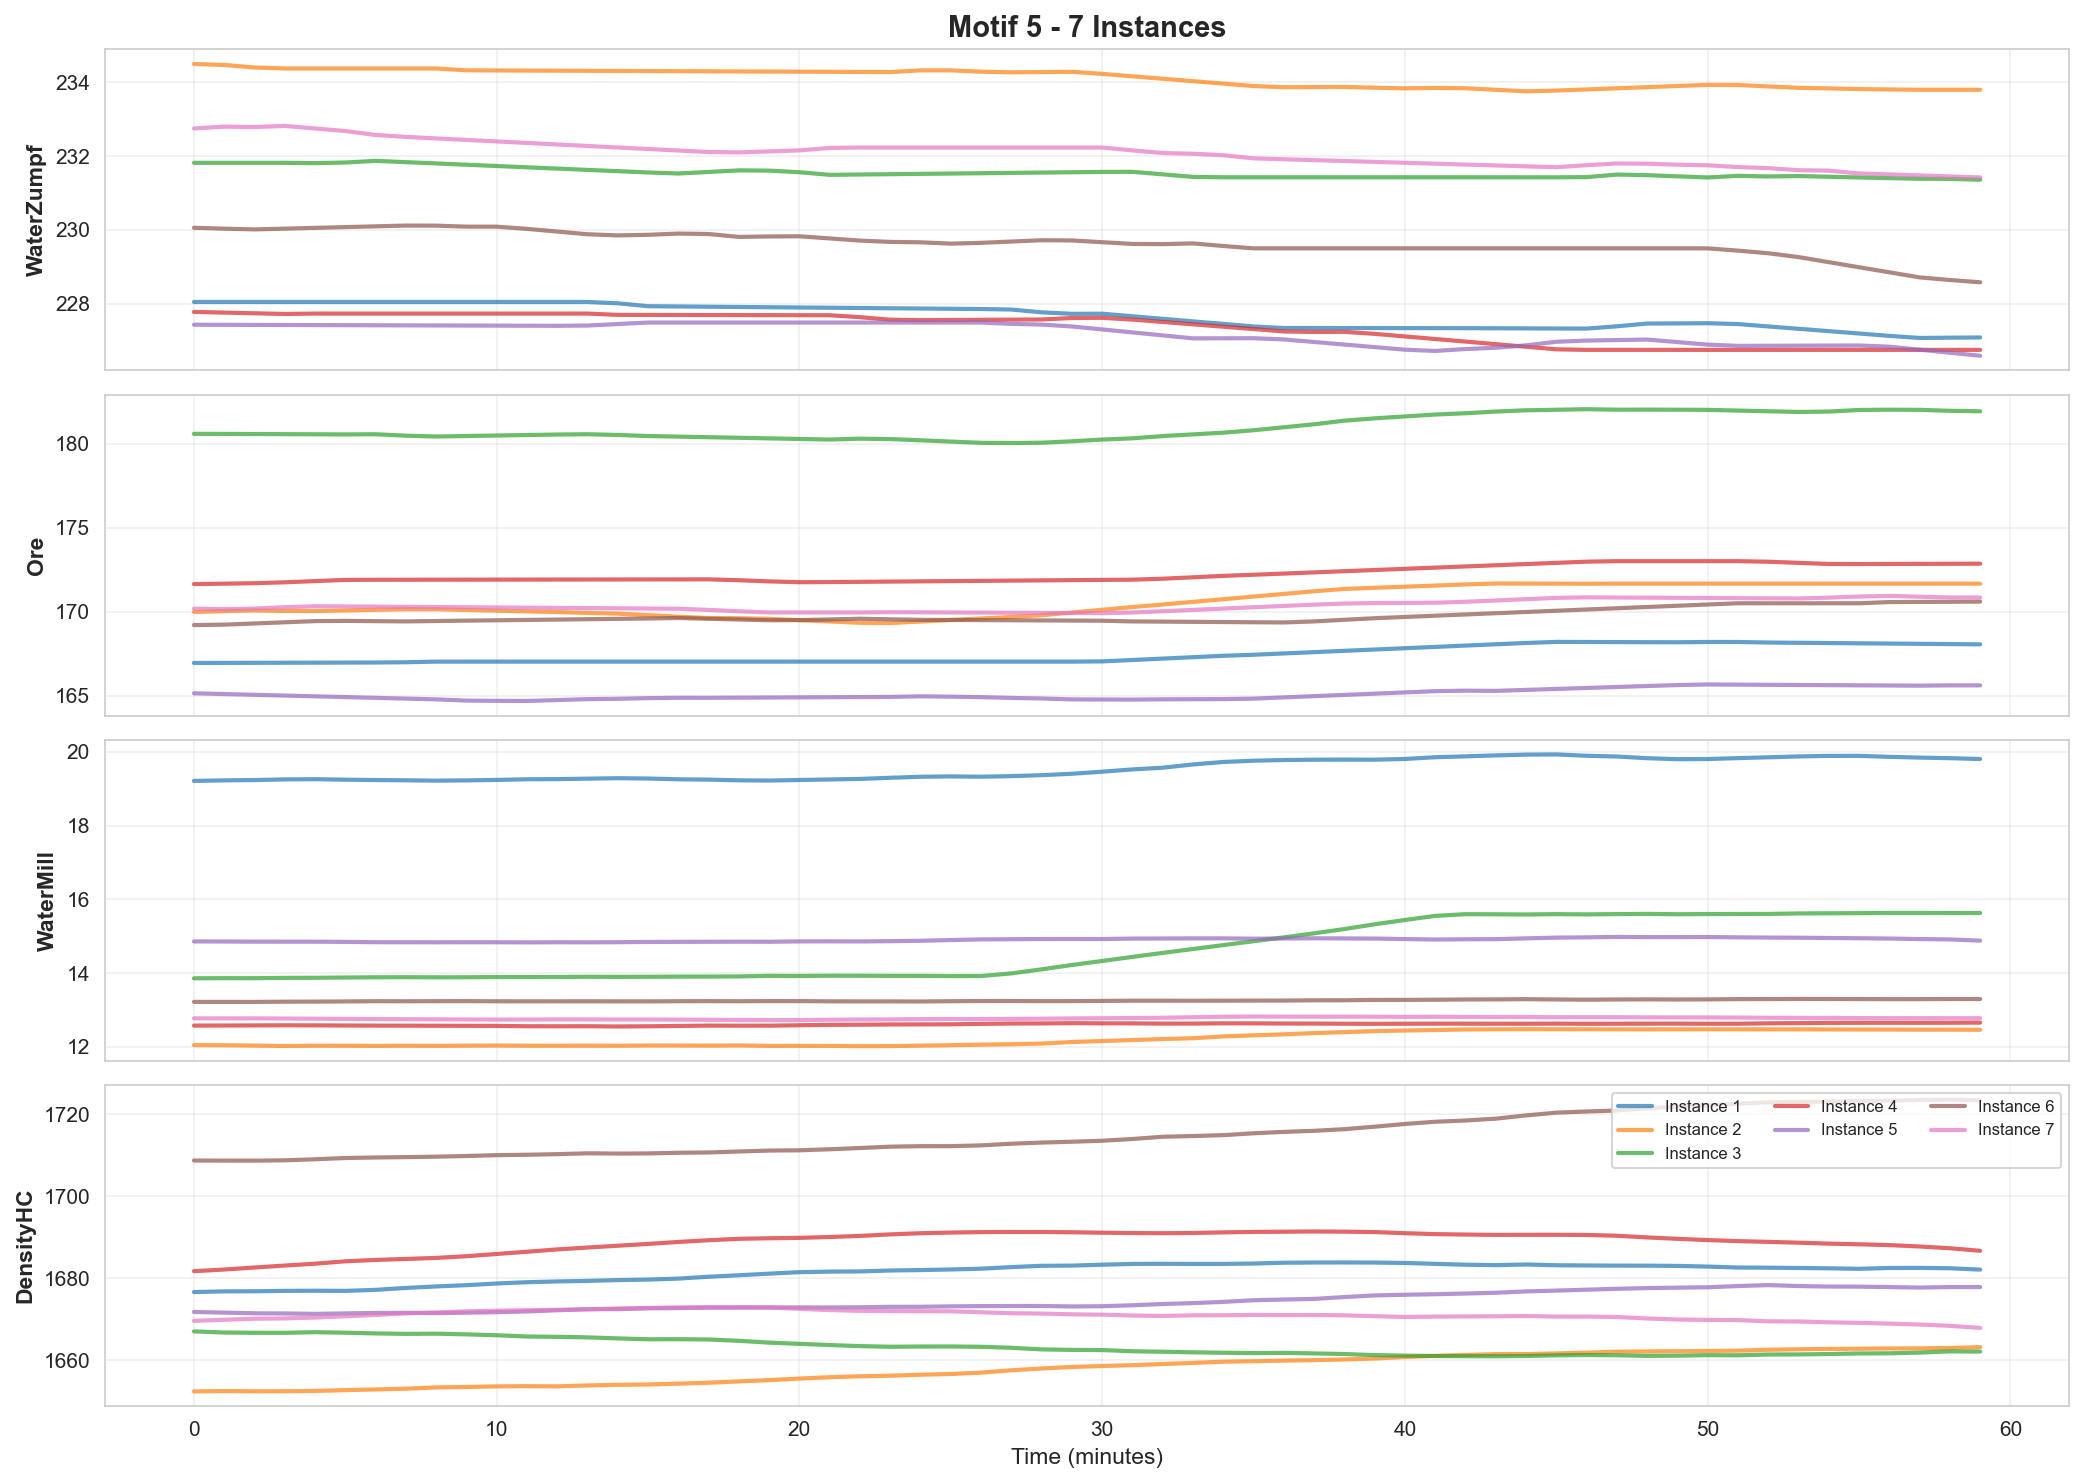 Motif 5 - 7 Instances
WaterZumpf
234
232
230
228
Ore
180
175
170
165
WaterMill
20
18
16
14
12
DensityHC
1720
1700
1680
1660
Instance 1 Instance 4 Instance 6
Instance 2 Instance 5 Instance 7
Instance 3
0 10 20 30 40 50 60
Time (minutes)